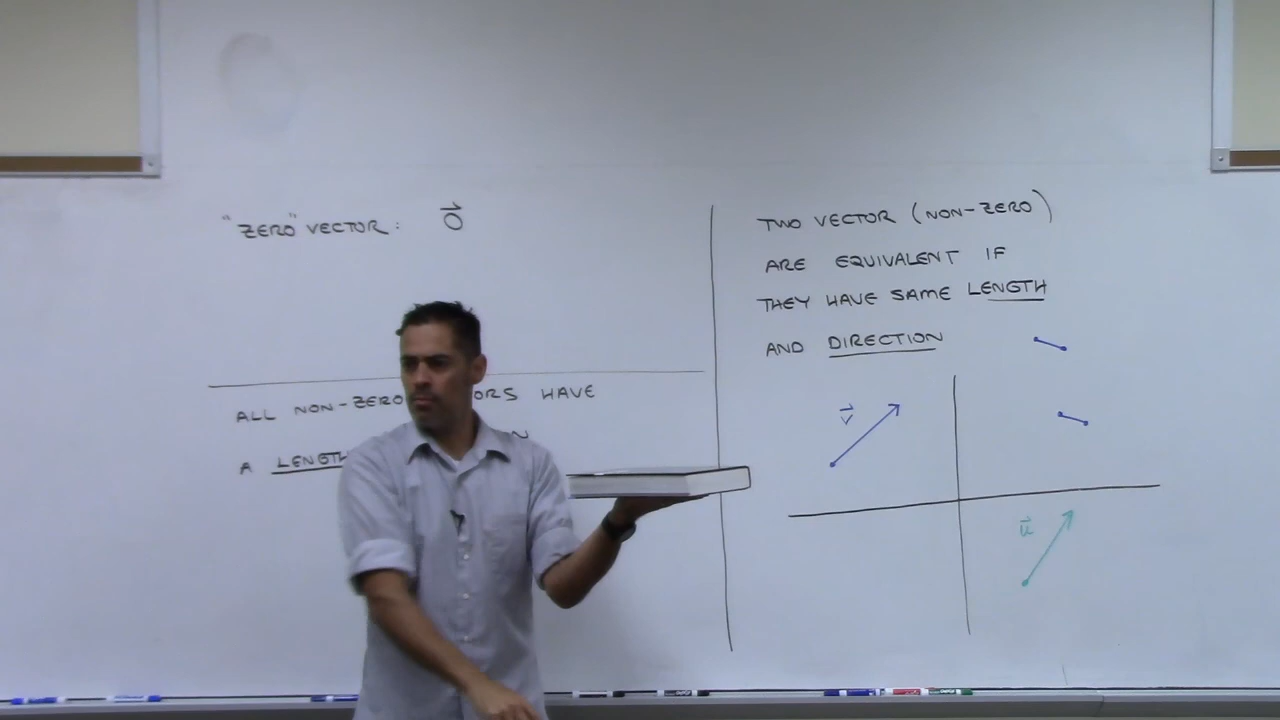 "ZERO" VECTOR: 0⃗
ALL NON-ZERO ORS HAVE
A LENGTH N
TWO VECTOR (NON-ZERO)
ARE EQUIVALENT IF
THEY HAVE SAME LENGTH
AND DIRECTION
v⃗
u⃗